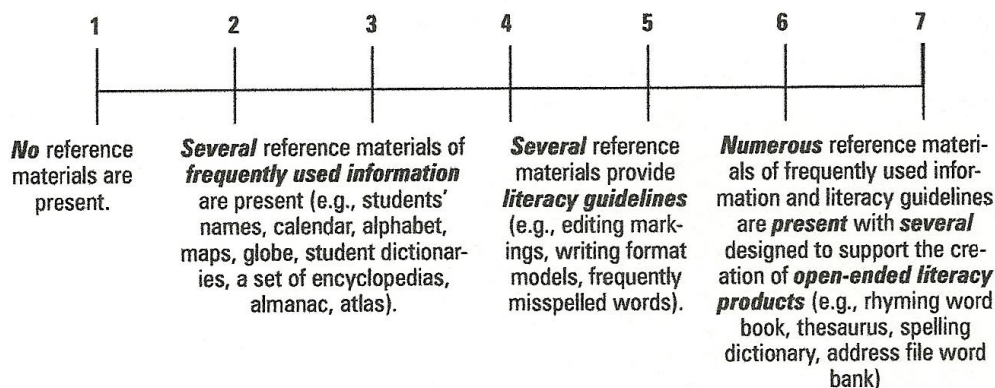 1 2 3 4 5 6 7
No reference
materials are
present.
Several reference materials of
frequently used information
are present (e.g., students'
names, calendar, alphabet,
maps, globe, student dictionar-
ies, a set of encyclopedias,
almanac, atlas).
Several reference
materials provide
literacy guidelines
(e.g., editing mark-
ings, writing format
models, frequently
misspelled words).
Numerous reference materi-
als of frequently used infor-
mation and literacy guidelines
are present with several
designed to support the cre-
ation of open-ended literacy
products (e.g., rhyming word
book, thesaurus, spelling
dictionary, address file word
bank)